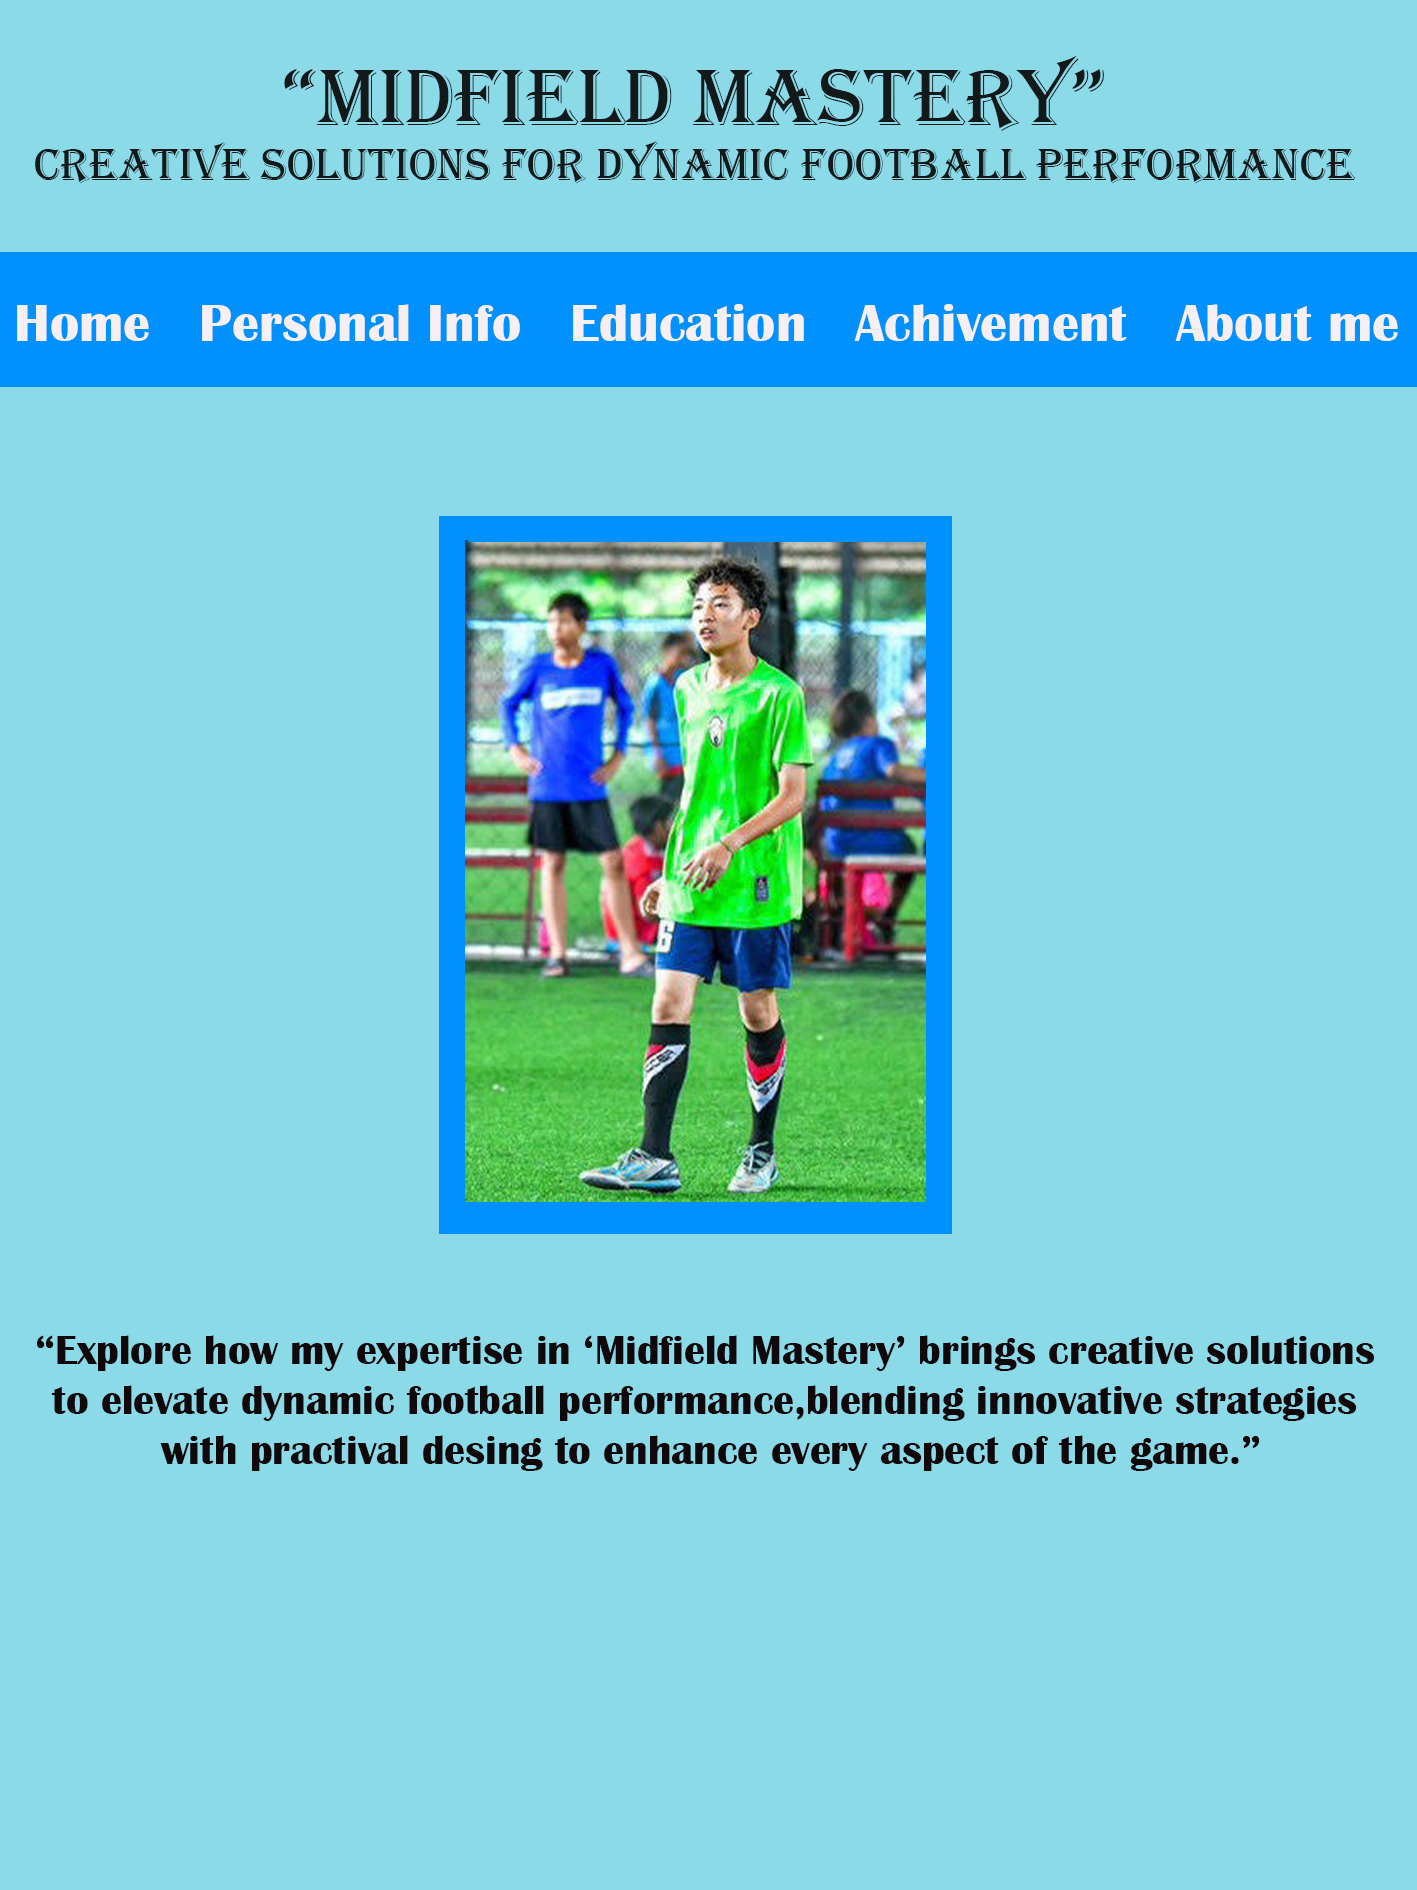 “MIDFIELD MASTERY”
CREATIVE SOLUTIONS FOR DYNAMIC FOOTBALL PERFORMANCE
Home Personal Info Education Achivement About me
6
“Explore how my expertise in ‘Midfield Mastery’ brings creative solutions
to elevate dynamic football performance,blending innovative strategies
with practival desing to enhance every aspect of the game.”